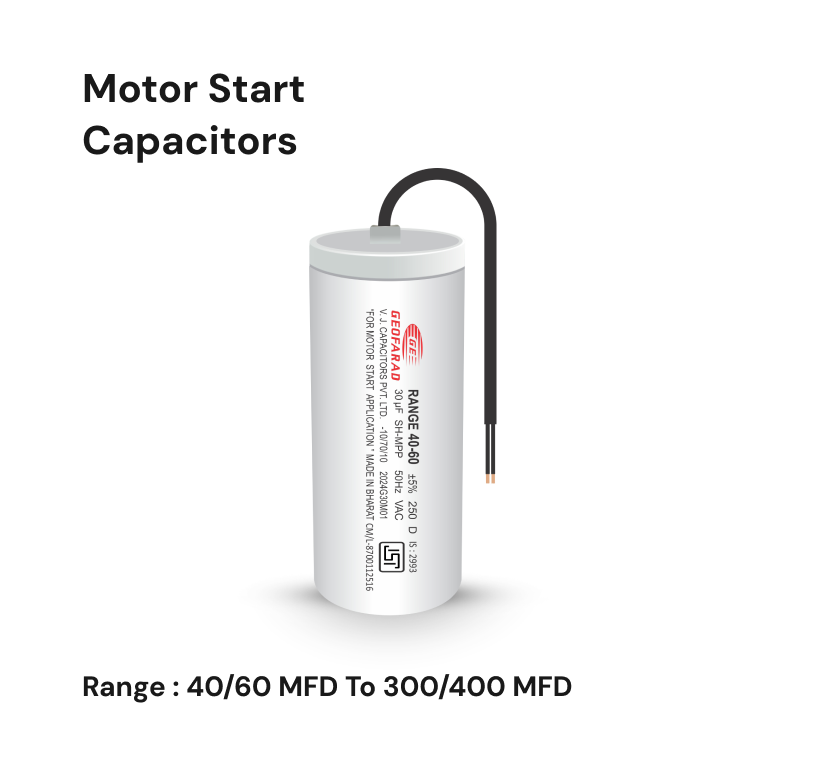 Motor Start
Capacitors
GE
GEOFARAD
RANGE 40-60 ±5% 250 D IS : 2993
30 µF SH-MPP 50Hz VAC
V. J. CAPACITORS PVT. LTD. -10/70/10 2024G30M01
"FOR MOTOR START APPLICATION " MADE IN BHARAT CM/L-8700112516
Range : 40/60 MFD To 300/400 MFD